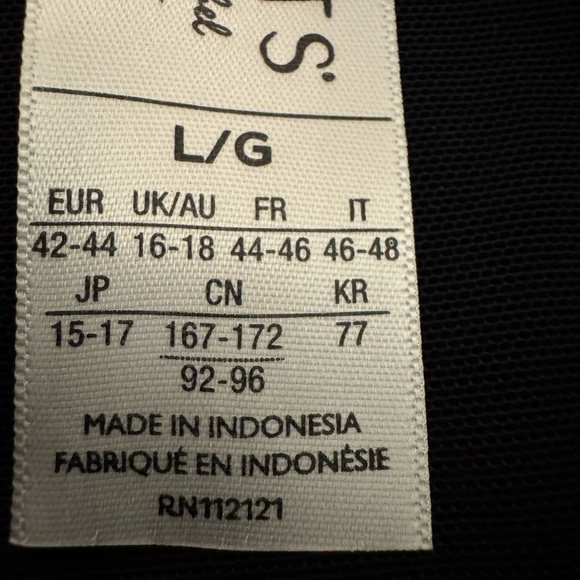 L/G
EUR UK/AU FR IT
42-44 16-18 44-46 46-48
JP CN KR
15-17 167-172 77
92-96
MADE IN INDONESIA
FABRIQUÉ EN INDONÉSIE
RN112121